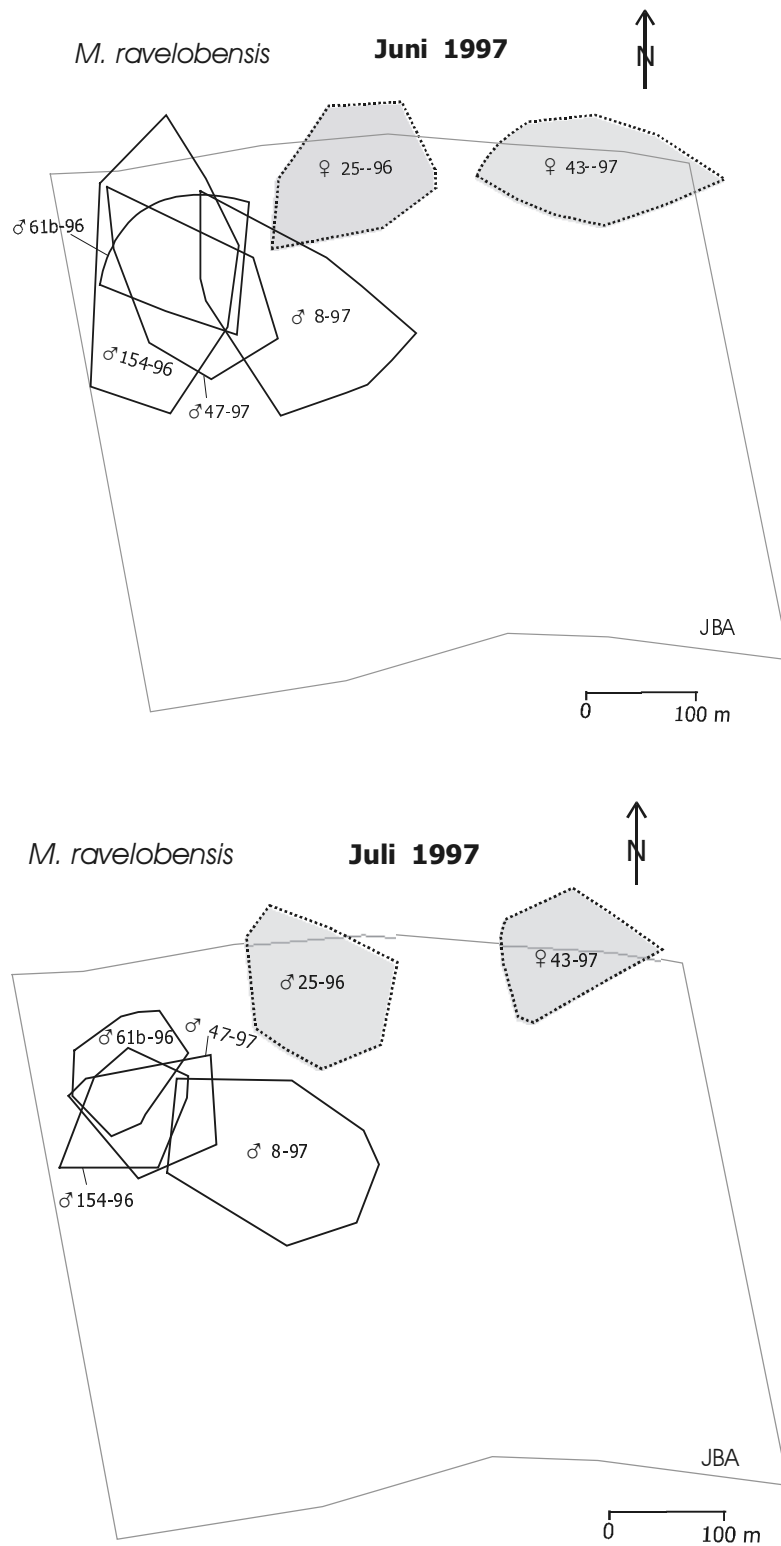 M. ravelobensis
Juni 1997
N
♀ 25--96
♀ 43--97
♂61b-96
♂ 8-97
♂154-96
♂47-97
JBA
0 100 m
M. ravelobensis
Juli 1997
N
♂25-96
♀43-97
♂61b-96
♂ 47-97
♂ 8-97
♂154-96
JBA
0 100 m